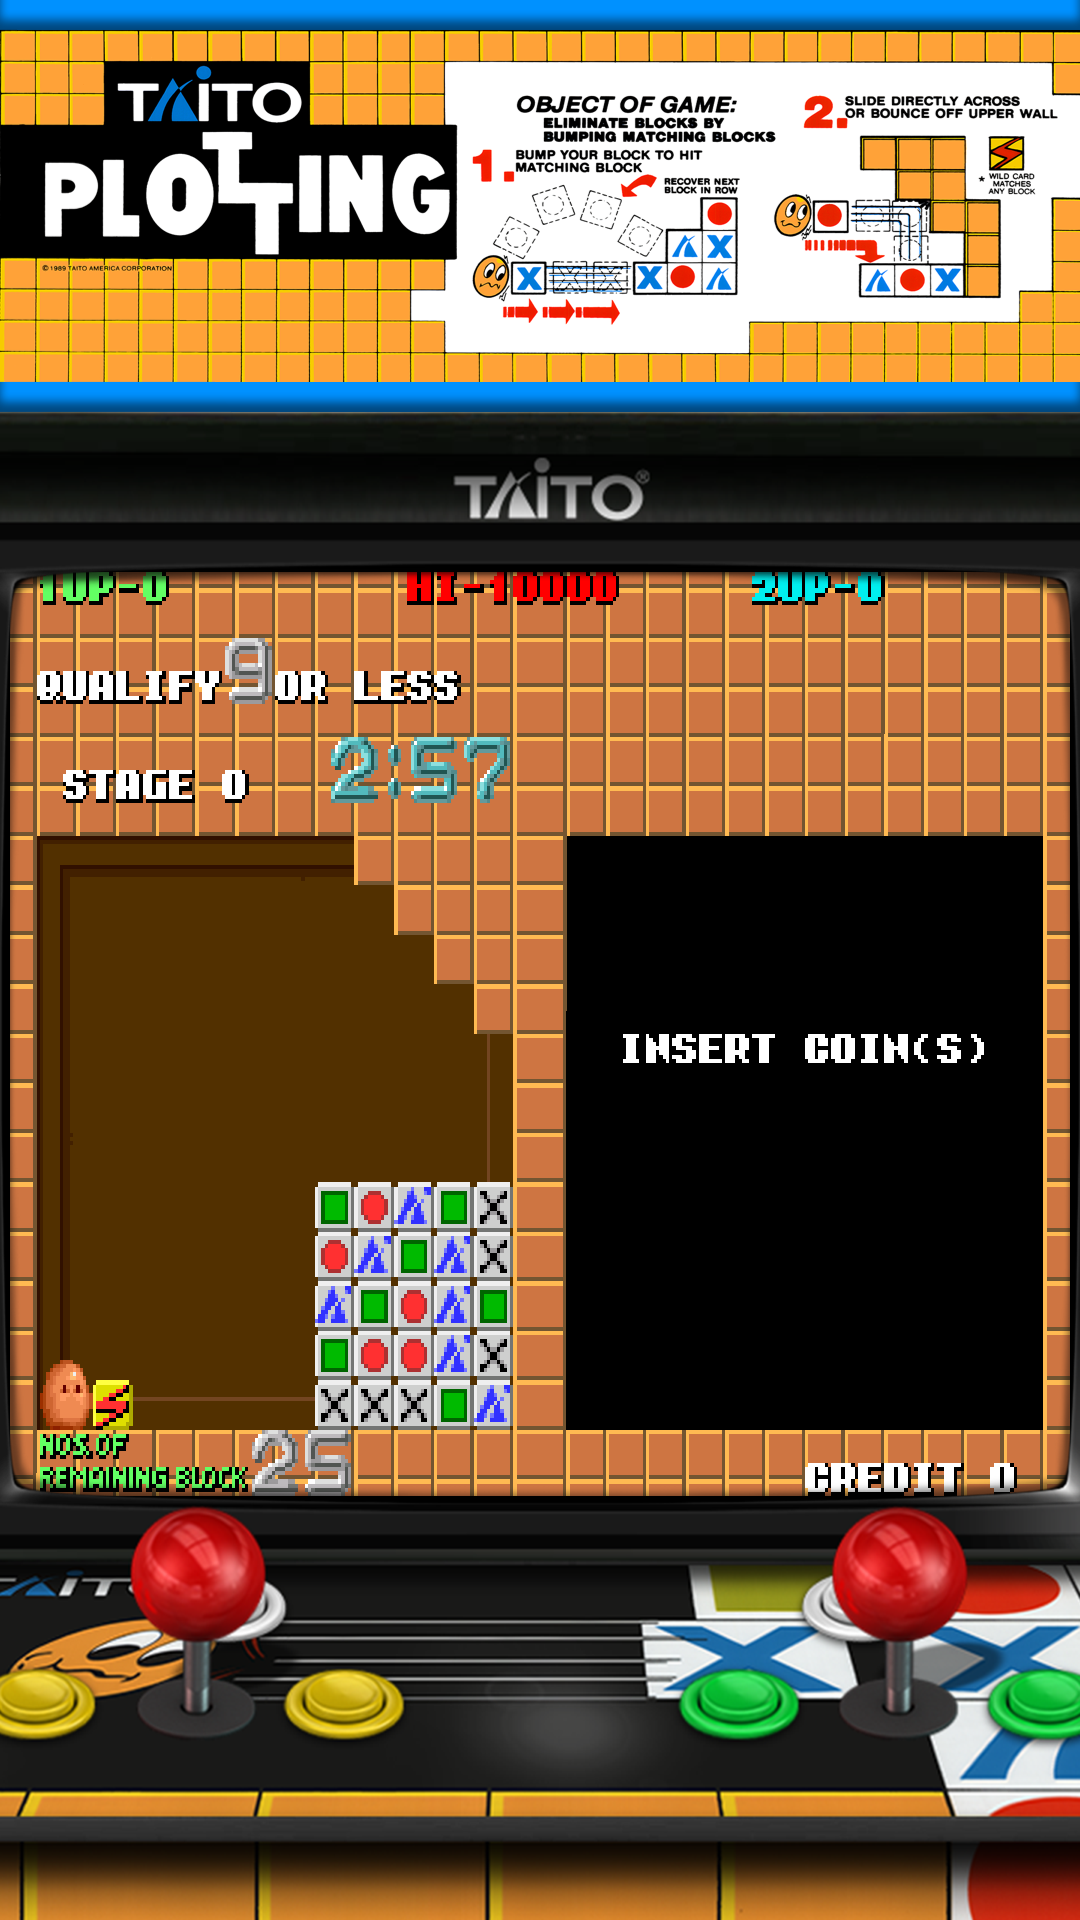 TAITO
PLOTTING
©1989 TAITO AMERICA CORPORATION
OBJECT OF GAME:
ELIMINATE BLOCKS BY
BUMPING MATCHING BLOCKS
1. BUMP YOUR BLOCK TO HIT
MATCHING BLOCK
RECOVER NEXT
BLOCK IN ROW
2. SLIDE DIRECTLY ACROSS
OR BOUNCE OFF UPPER WALL
* WILD CARD
MATCHES
ANY BLOCK
TAITO®
1UP-0 HI-10000 2UP-0
QUALIFY 9 OR LESS
STAGE 0 2:57
INSERT COIN(S)
NOS.OF
REMAINING BLOCK 25
CREDIT 0
TAITO